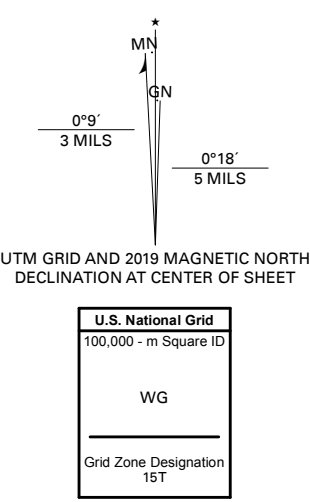 MN
GN
0°9´
3 MILS
0°18´
5 MILS
UTM GRID AND 2019 MAGNETIC NORTH
DECLINATION AT CENTER OF SHEET
U.S. National Grid
100,000 - m Square ID
WG
Grid Zone Designation
15T